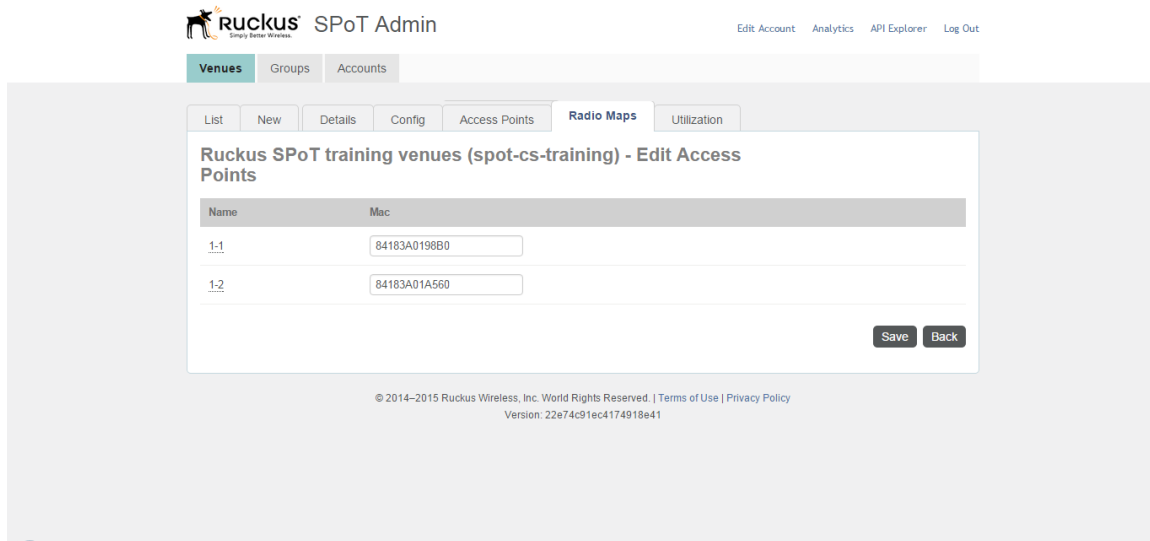 Ruckus® SPoT Admin
Simply Better Wireless.
Edit Account Analytics API Explorer Log Out
Venues Groups Accounts
List New Details Config Access Points Radio Maps Utilization
Ruckus SPoT training venues (spot-cs-training) - Edit Access
Points
Name Mac
1-1 84183A0198B0
1-2 84183A01A560
Save Back
© 2014–2015 Ruckus Wireless, Inc. World Rights Reserved. | Terms of Use | Privacy Policy
Version: 22e74c91ec4174918e41